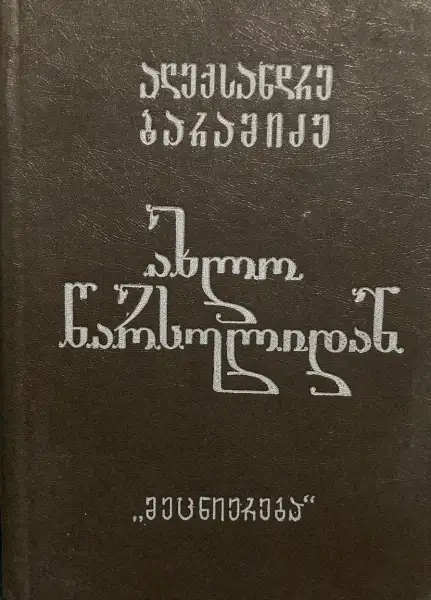 ალექსანდრე
ბარამიძე
ახლო
წარსულიდან
„მეცნიერება“